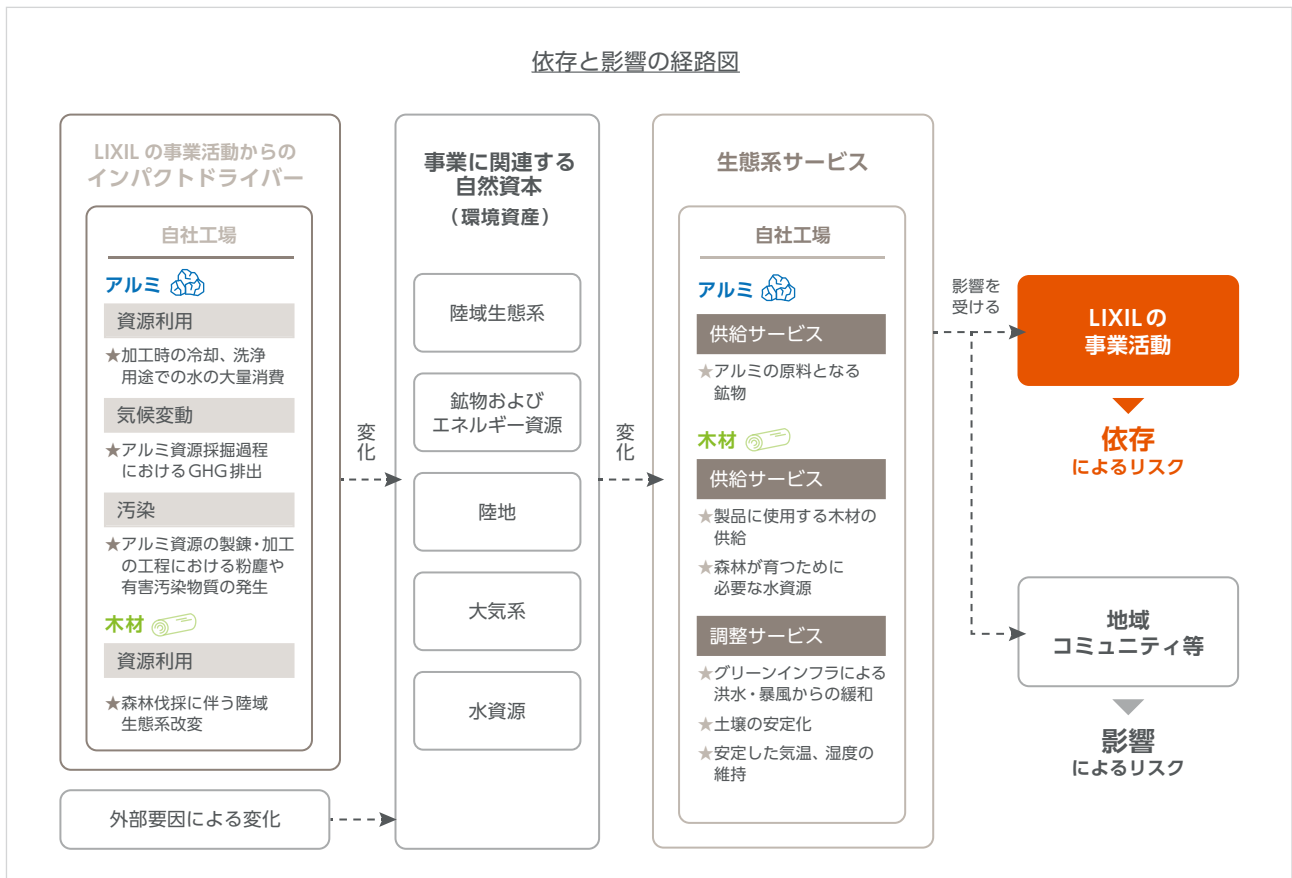 依存と影響の経路図
LIXIL の事業活動からの
インパクトドライバー
自社工場
アルミ
資源利用
★加工時の冷却、洗浄
用途での水の大量消費
気候変動
★アルミ資源採掘過程
におけるGHG排出
汚染
★アルミ資源の製錬・加工
の工程における粉塵や
有害汚染物質の発生
木材
資源利用
★森林伐採に伴う陸域
生態系改変
外部要因による変化
変化
事業に関連する
自然資本
（環境資産）
陸域生態系
鉱物および
エネルギー資源
陸地
大気系
水資源
変化
生態系サービス
自社工場
アルミ
供給サービス
★アルミの原料となる
鉱物
木材
供給サービス
★製品に使用する木材の
供給
★森林が育つために
必要な水資源
調整サービス
★グリーンインフラによる
洪水・暴風からの緩和
★土壌の安定化
★安定した気温、湿度の
維持
影響を
受ける
LIXIL の
事業活動
依存
によるリスク
地域
コミュニティ等
影響
によるリスク